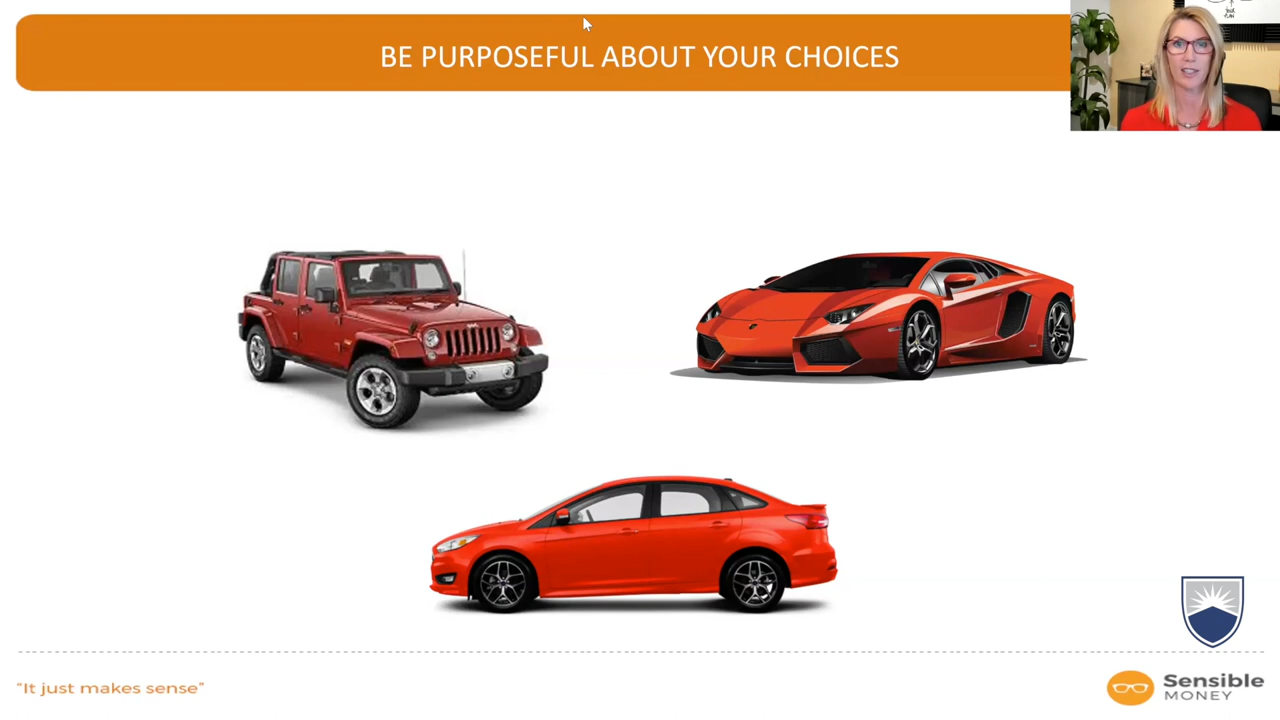 BE PURPOSEFUL ABOUT YOUR CHOICES
"It just makes sense"
Sensible
MONEY